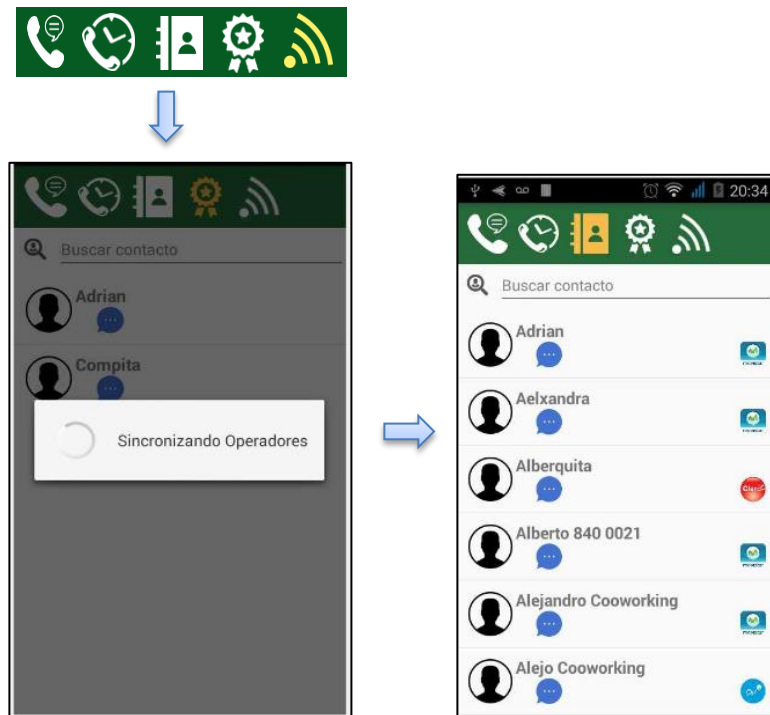 Buscar contacto
Adrian
Compita
Sincronizando Operadores
20:34
Buscar contacto
Adrian
Aelxandra
Alberquita
Claro
Alberto 840 0021
Alejandro Cooworking
Alejo Cooworking